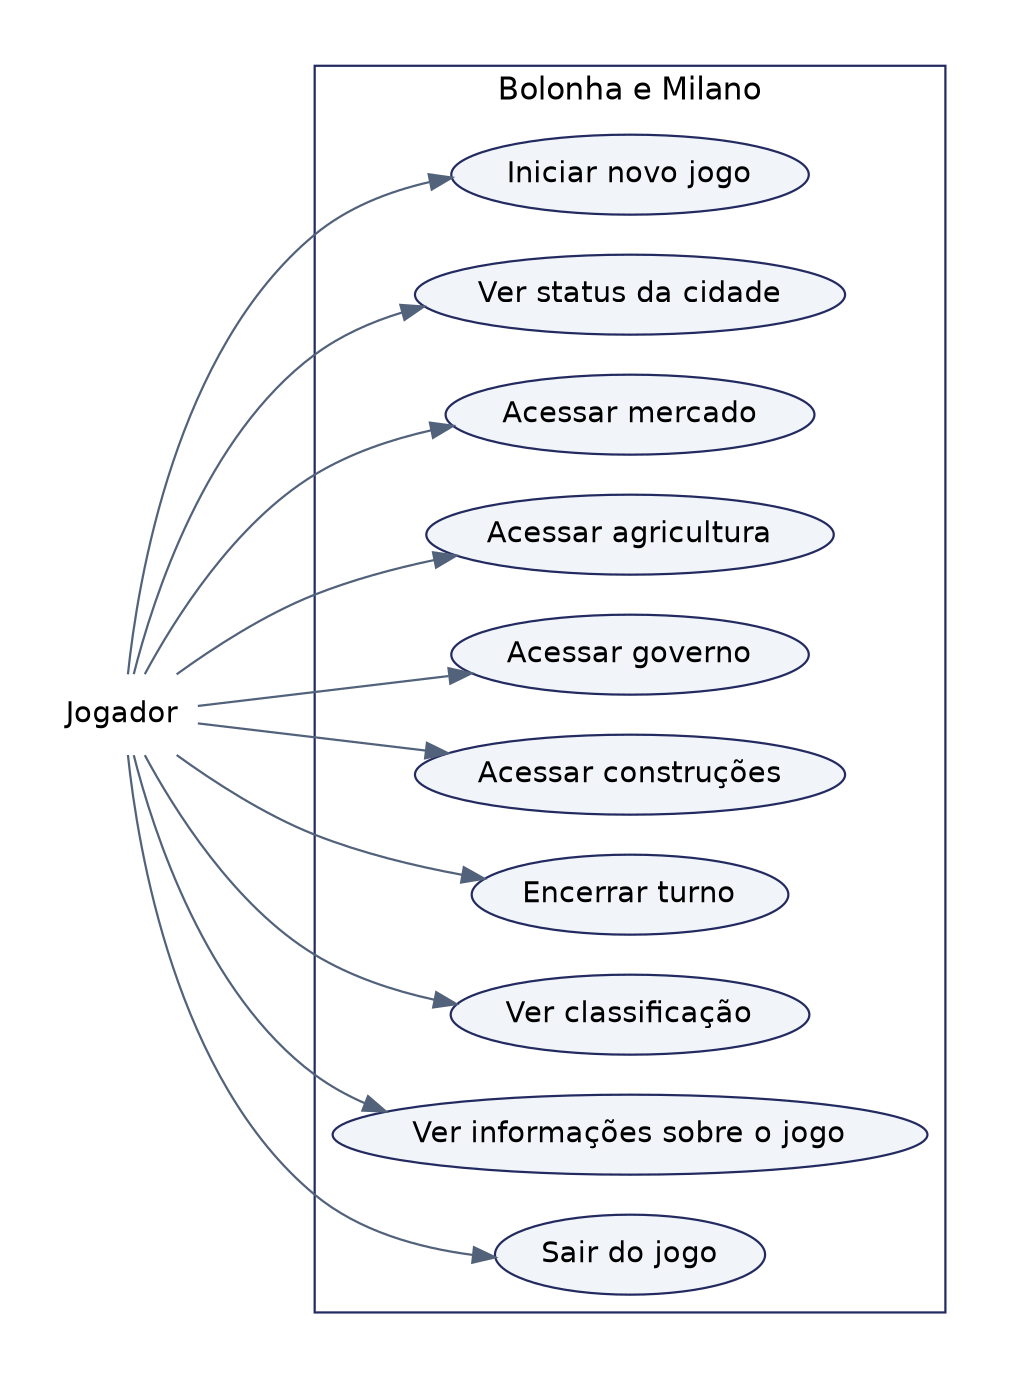 Bolonha e Milano
Iniciar novo jogo
Ver status da cidade
Acessar mercado
Acessar agricultura
Acessar governo
Jogador
Acessar construções
Encerrar turno
Ver classificação
Ver informações sobre o jogo
Sair do jogo